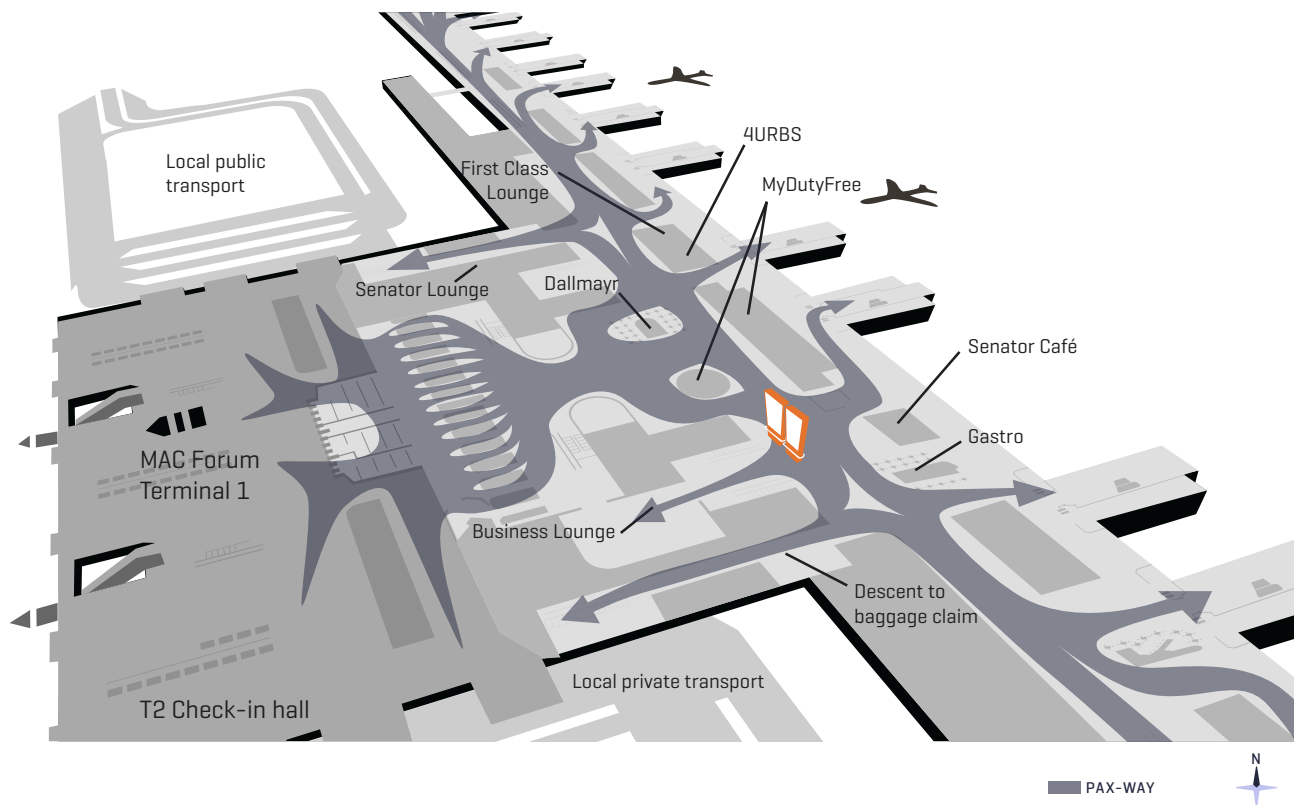 4URBS
Local public
transport
First Class
Lounge
MyDutyFree
Senator Lounge
Dallmayr
Senator Café
Gastro
MAC Forum
Terminal 1
Business Lounge
Descent to
baggage claim
Local private transport
T2 Check-in hall
N
PAX-WAY